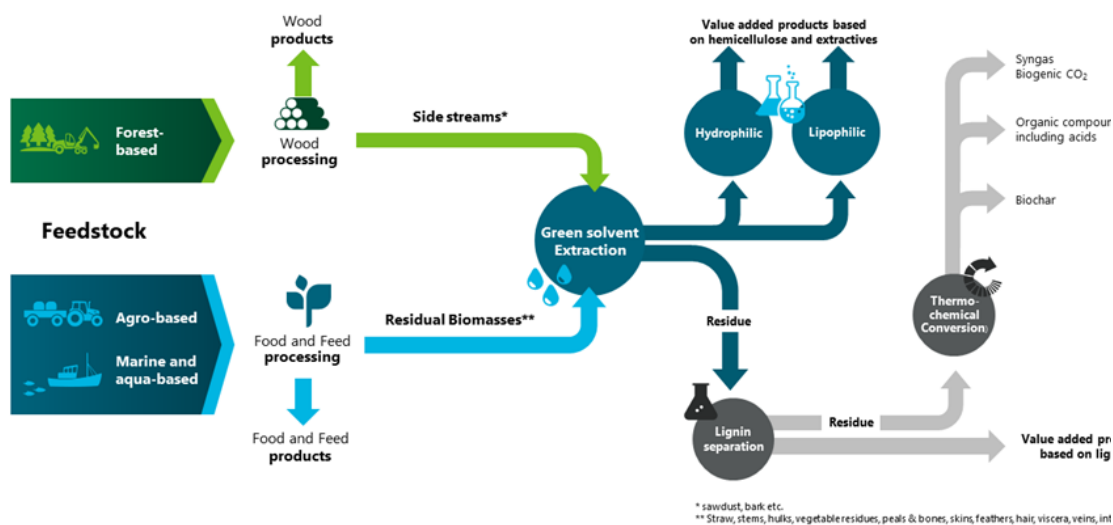 Wood
products
Value added products based
on hemicellulose and extractives
Syngas
Biogenic CO2
Forest-
based
Side streams*
Wood
processing
Hydrophilic
Lipophilic
Organic compour
including acids
Biochar
Feedstock
Green solvent
Extraction
Agro-based
Marine and
aqua-based
Food and Feed
processing
Residual Biomasses**
Residue
Thermo-
chemical
Conversion)
Food and Feed
products
Lignin
separation
Residue
Value added pro
based on lig
* sawdust, bark etc.
** Straw, stems, hulks, vegetable residues, peals & bones, skins, feathers, hair, viscera, veins, int